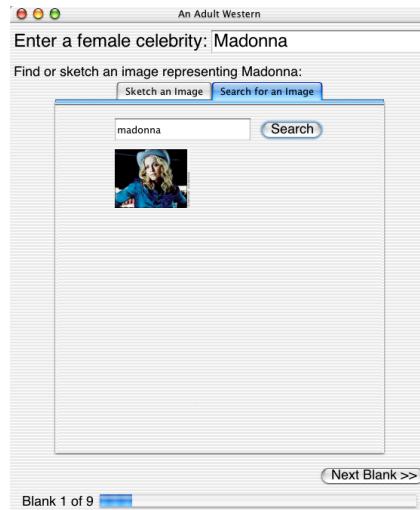 An Adult Western
Enter a female celebrity: Madonna
Find or sketch an image representing Madonna:
Sketch an Image Search for an Image
madonna Search
Next Blank >>
Blank 1 of 9